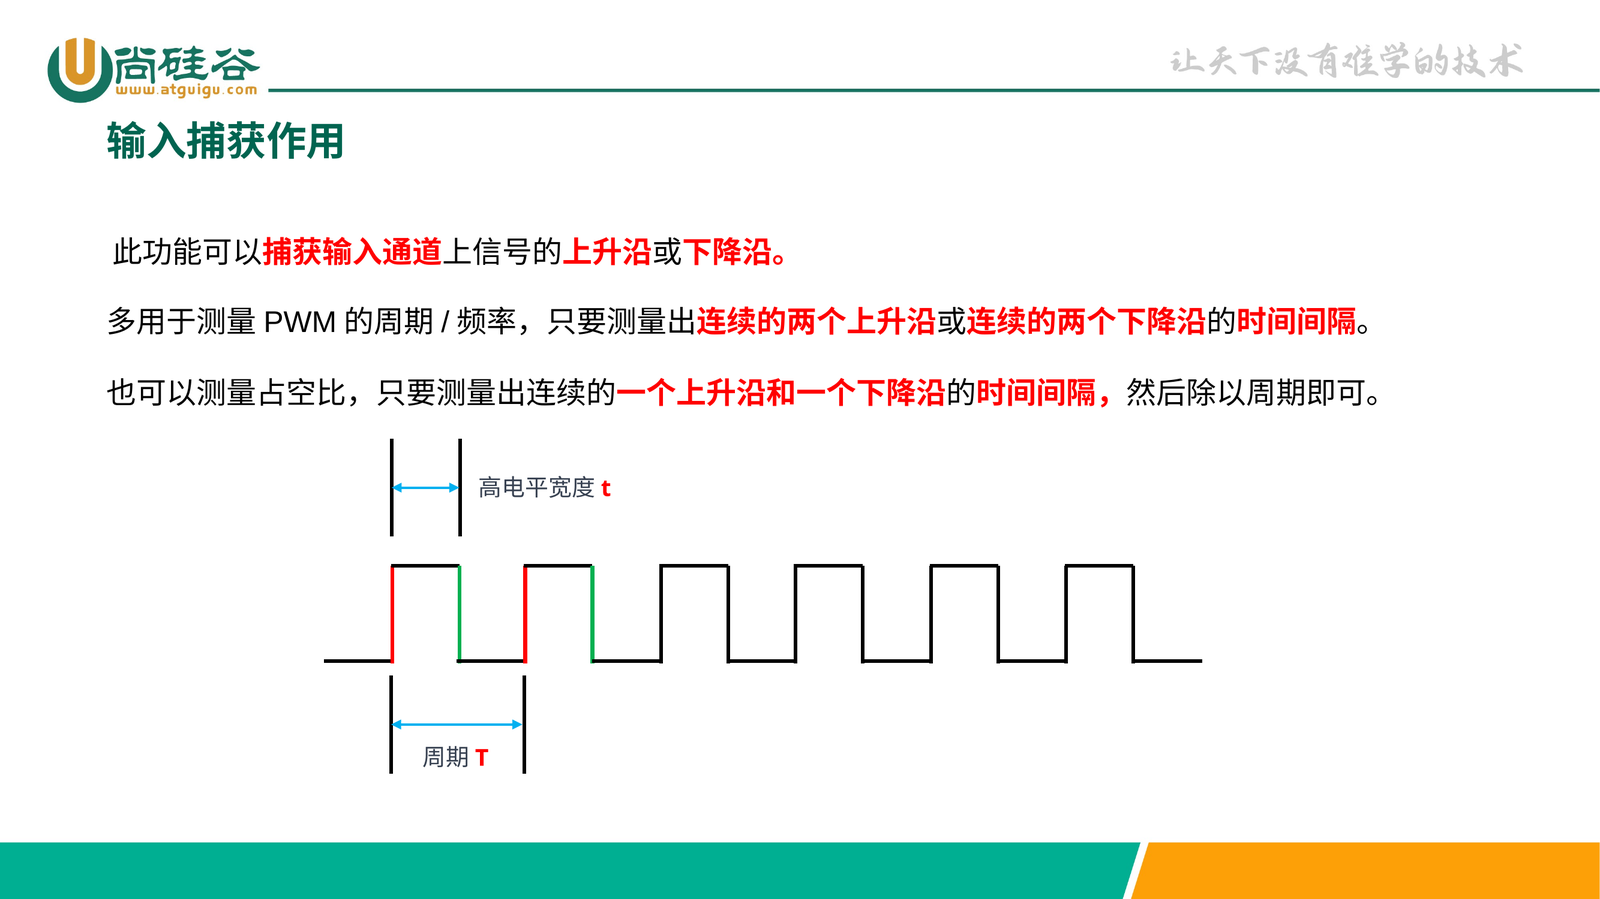 尚硅谷
www.atguigu.com
让天下没有难学的技术
输入捕获作用
此功能可以捕获输入通道上信号的上升沿或下降沿。
多用于测量 PWM 的周期 / 频率，只要测量出连续的两个上升沿或连续的两个下降沿的时间间隔。
也可以测量占空比，只要测量出连续的一个上升沿和一个下降沿的时间间隔，然后除以周期即可。
高电平宽度 t
周期 T